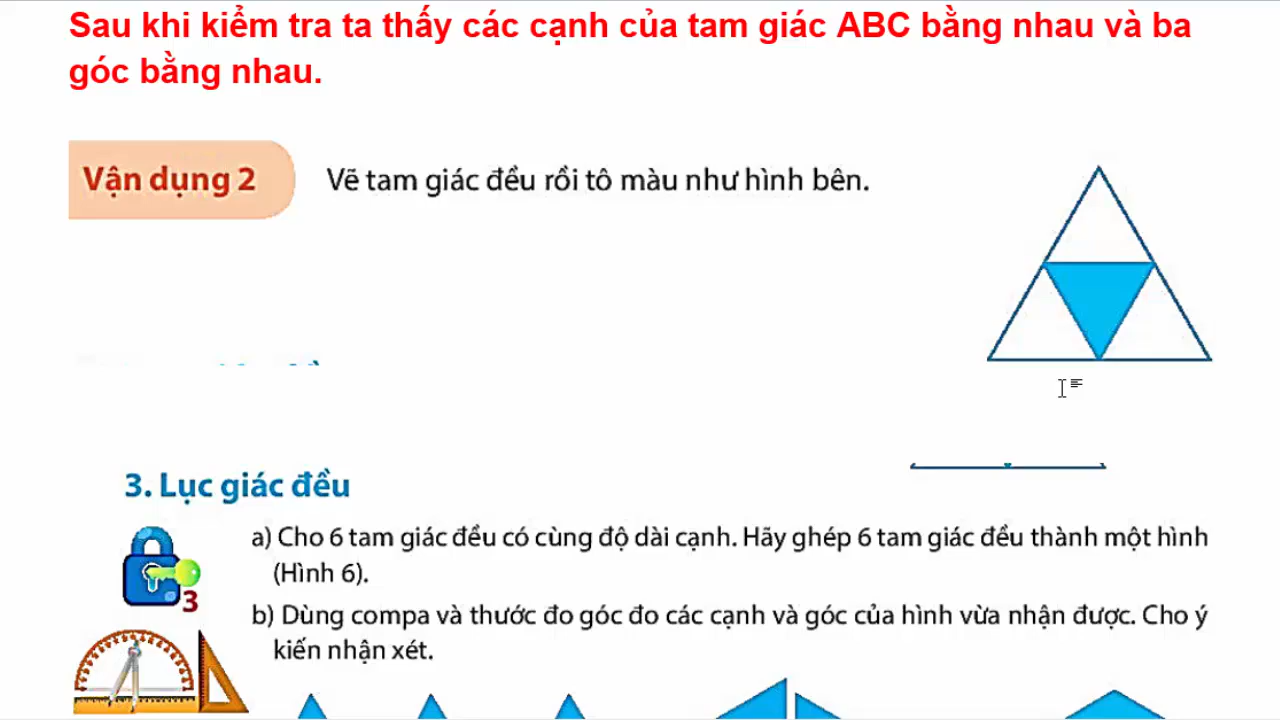 Sau khi kiểm tra ta thấy các cạnh của tam giác ABC bằng nhau và ba
góc bằng nhau.
Vận dụng 2
Vẽ tam giác đều rồi tô màu như hình bên.
3. Lục giác đều
a) Cho 6 tam giác đều có cùng độ dài cạnh. Hãy ghép 6 tam giác đều thành một hình
(Hình 6).
3
b) Dùng compa và thước đo góc đo các cạnh và góc của hình vừa nhận được. Cho ý
kiến nhận xét.